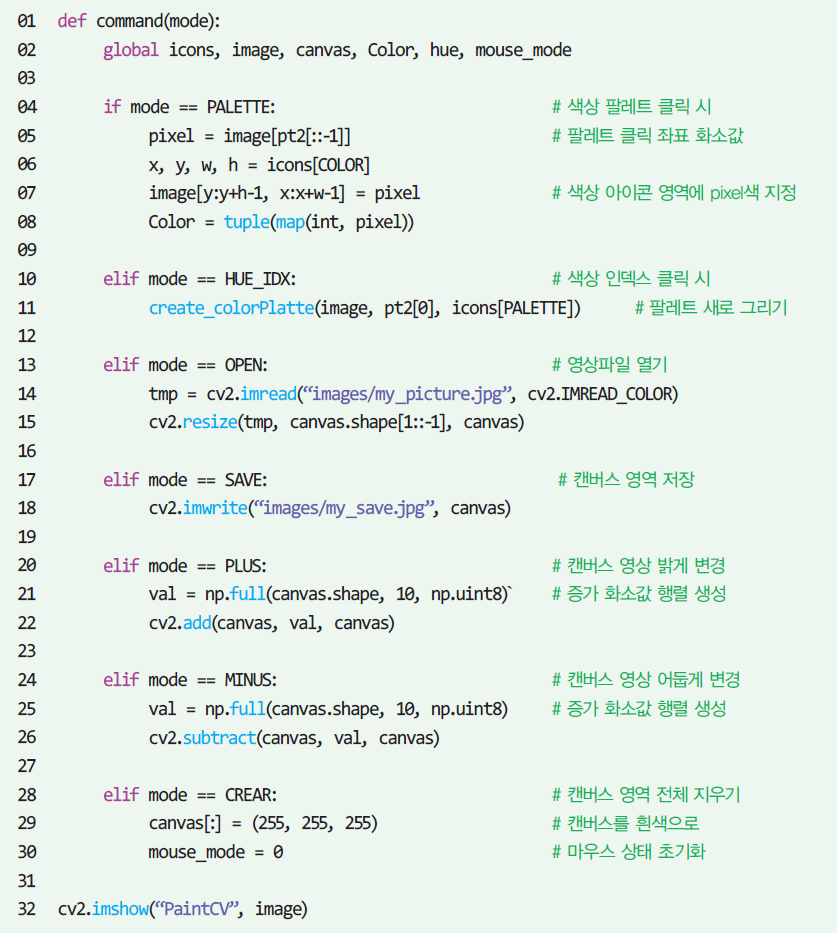 01 def command(mode):
02 global icons, image, canvas, Color, hue, mouse_mode
03
04 if mode == PALETTE: # 색상 팔레트 클릭 시
05 pixel = image[pt2[::-1]] # 팔레트 클릭 좌표 화소값
06 x, y, w, h = icons[COLOR]
07 image[y:y+h-1, x:x+w-1] = pixel # 색상 아이콘 영역에 pixel색 지정
08 Color = tuple(map(int, pixel))
09
10 elif mode == HUE_IDX: # 색상 인덱스 클릭 시
11 create_colorPlatte(image, pt2[0], icons[PALETTE]) # 팔레트 새로 그리기
12
13 elif mode == OPEN: # 영상파일 열기
14 tmp = cv2.imread(“images/my_picture.jpg”, cv2.IMREAD_COLOR)
15 cv2.resize(tmp, canvas.shape[1::-1], canvas)
16
17 elif mode == SAVE: # 캔버스 영역 저장
18 cv2.imwrite(“images/my_save.jpg”, canvas)
19
20 elif mode == PLUS: # 캔버스 영상 밝게 변경
21 val = np.full(canvas.shape, 10, np.uint8)` # 증가 화소값 행렬 생성
22 cv2.add(canvas, val, canvas)
23
24 elif mode == MINUS: # 캔버스 영상 어둡게 변경
25 val = np.full(canvas.shape, 10, np.uint8) # 증가 화소값 행렬 생성
26 cv2.subtract(canvas, val, canvas)
27
28 elif mode == CREAR: # 캔버스 영역 전체 지우기
29 canvas[:] = (255, 255, 255) # 캔버스를 흰색으로
30 mouse_mode = 0 # 마우스 상태 초기화
31
32 cv2.imshow(“PaintCV”, image)